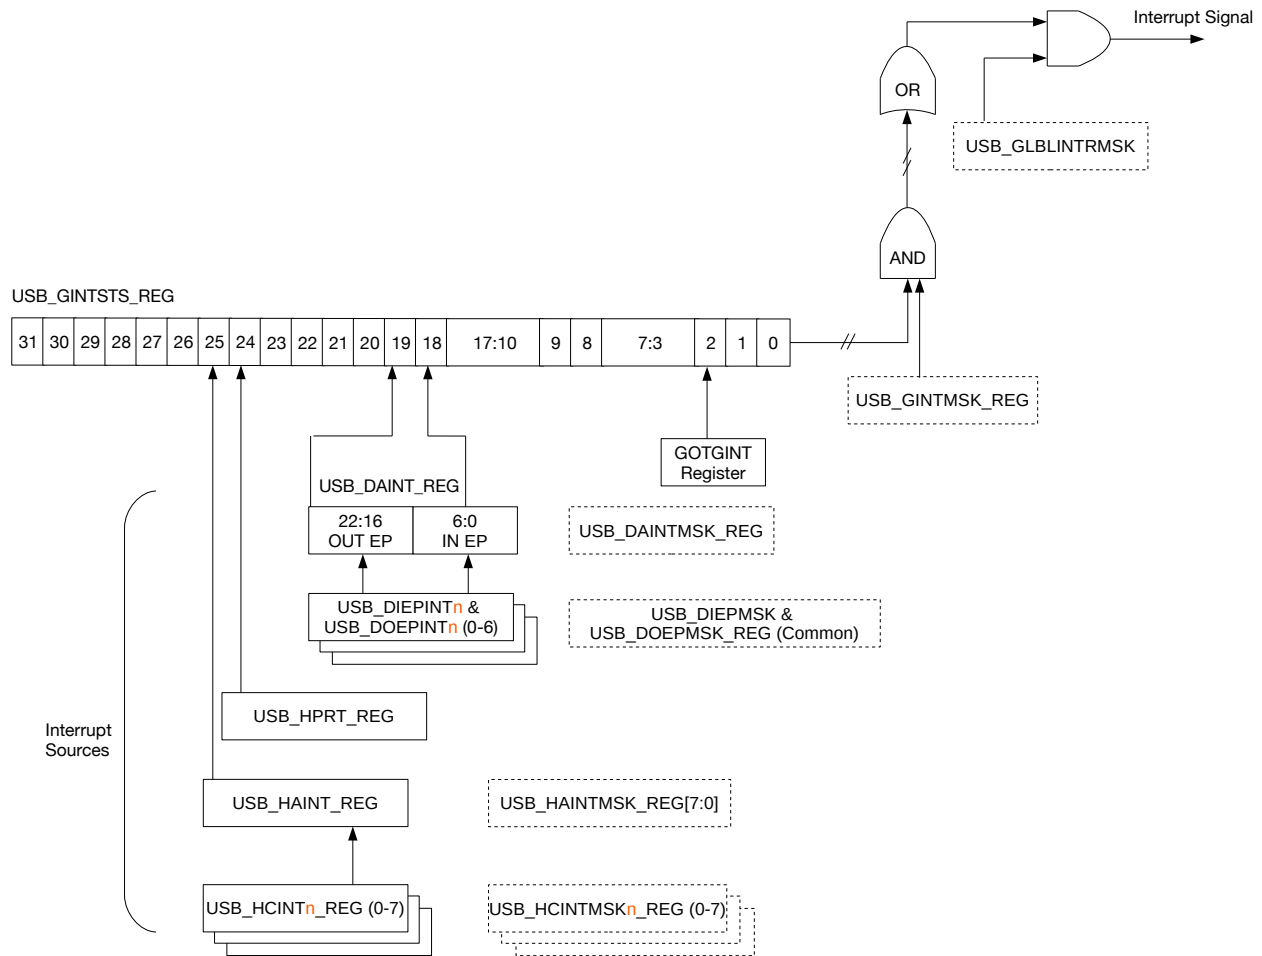 Interrupt Signal
OR
USB_GLBLINTRMSK
AND
USB_GINTSTS_REG
31 30 29 28 27 26 25 24 23 22 21 20 19 18 17:10 9 8 7:3 2 1 0
USB_GINTMSK_REG
GOTGINT
Register
USB_DAINT_REG
22:16
OUT EP
6:0
IN EP
USB_DAINTMSK_REG
USB_DIEPINTn &
USB_DOEPINTn (0-6)
USB_DIEPMSK &
USB_DOEPMSK_REG (Common)
USB_HPRT_REG
Interrupt
Sources
USB_HAINT_REG
USB_HAINTMSK_REG[7:0]
USB_HCINTn_REG (0-7)
USB_HCINTMSKn_REG (0-7)